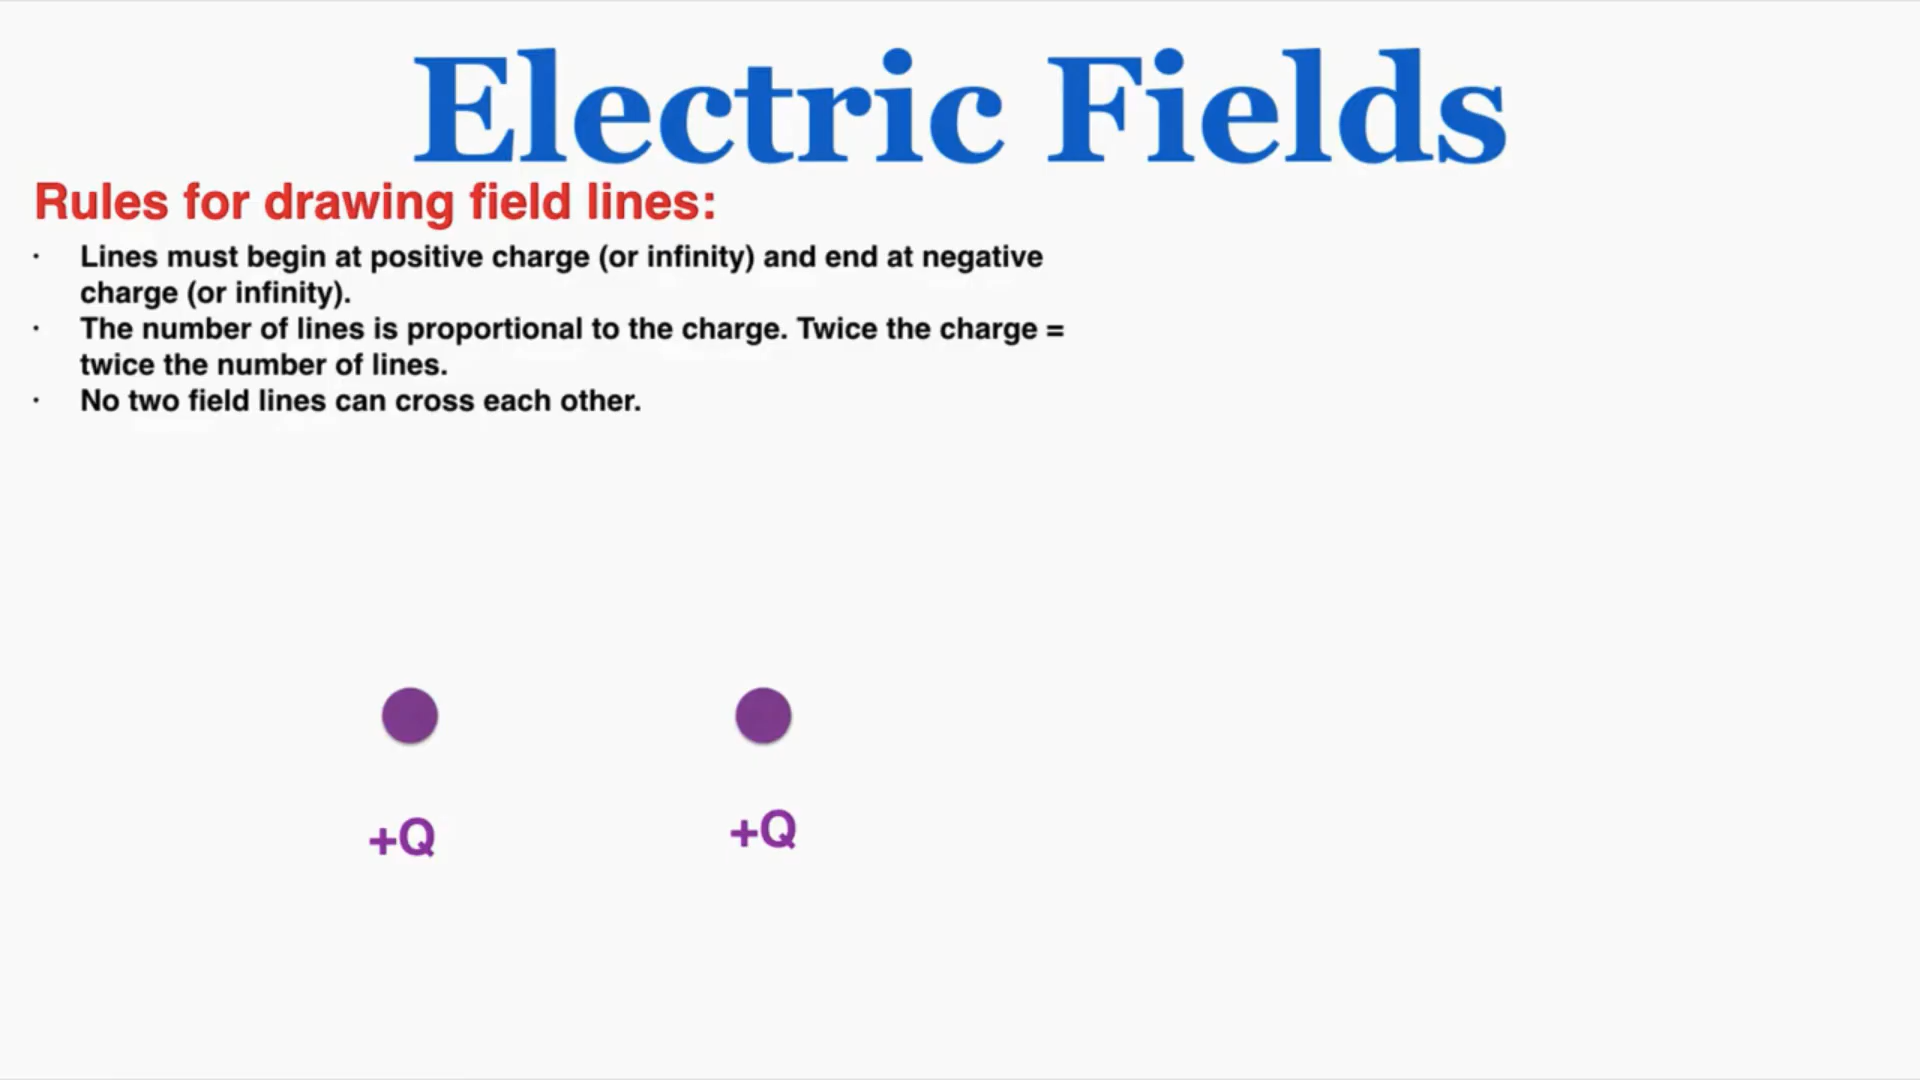 Electric Fields
Rules for drawing field lines:
· Lines must begin at positive charge (or infinity) and end at negative
charge (or infinity).
· The number of lines is proportional to the charge. Twice the charge =
twice the number of lines.
· No two field lines can cross each other.
+Q +Q